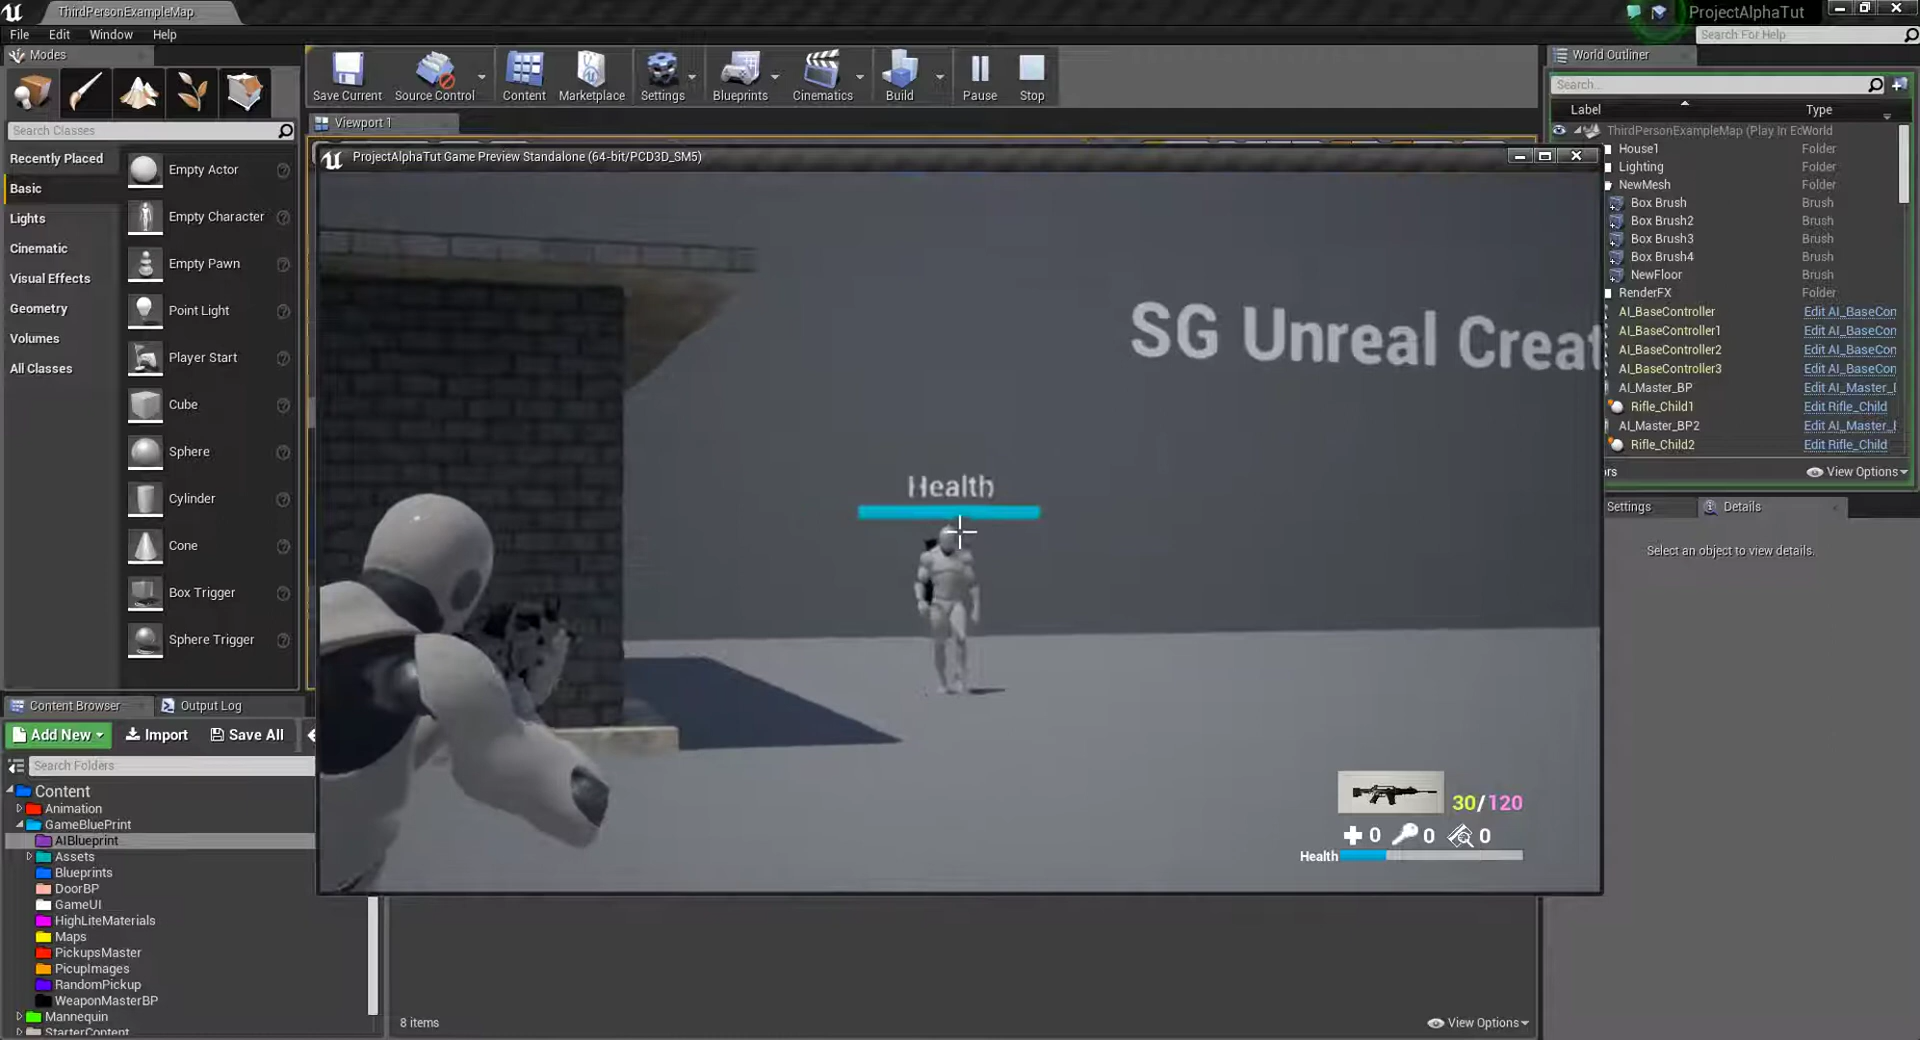 ThirdPersonExampleMap
ProjectAlphaTut
File Edit Window Help
Search For Help
Modes
Search Classes
Recently Placed
Basic
Lights
Cinematic
Visual Effects
Geometry
Volumes
All Classes
Empty Actor
Empty Character
Empty Pawn
Point Light
Player Start
Cube
Sphere
Cylinder
Cone
Box Trigger
Sphere Trigger
Save Current
Source Control
Content
Marketplace
Settings
Blueprints
Cinematics
Build
Pause
Stop
Viewport 1
ProjectAlphaTut Game Preview Standalone (64-bit/PCD3D_SM5)
SG Unreal Creat
Health
30/120
0 0 0
Health
World Outliner
Search...
Label Type
ThirdPersonExampleMap (Play In Ec World
House1 Folder
Lighting Folder
NewMesh Folder
Box Brush Brush
Box Brush2 Brush
Box Brush3 Brush
Box Brush4 Brush
NewFloor Brush
RenderFX Folder
AI_BaseController Edit AI_BaseCon
AI_BaseController1 Edit AI_BaseCon
AI_BaseController2 Edit AI_BaseCon
AI_BaseController3 Edit AI_BaseCon
AI_Master_BP Edit AI_Master_
Rifle_Child1 Edit Rifle_Child
AI_Master_BP2 Edit AI_Master_
Rifle_Child2 Edit Rifle_Child
ors View Options
Settings Details
Select an object to view details.
Content Browser Output Log
Add New Import Save All
Search Folders
Content
Animation
GameBluePrint
AIBlueprint
Assets
Blueprints
DoorBP
GameUI
HighLiteMaterials
Maps
PickupsMaster
PicupImages
RandomPickup
WeaponMasterBP
Mannequin
StarterContent
8 items
View Options